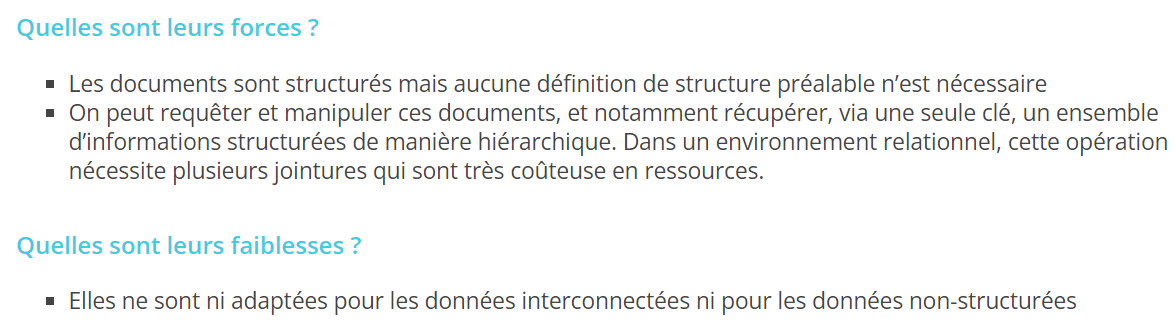 Quelles sont leurs forces ?
▪ Les documents sont structurés mais aucune définition de structure préalable n’est nécessaire
▪ On peut requêter et manipuler ces documents, et notamment récupérer, via une seule clé, un ensemble
d’informations structurées de manière hiérarchique. Dans un environnement relationnel, cette opération
nécessite plusieurs jointures qui sont très coûteuse en ressources.
Quelles sont leurs faiblesses ?
▪ Elles ne sont ni adaptées pour les données interconnectées ni pour les données non-structurées